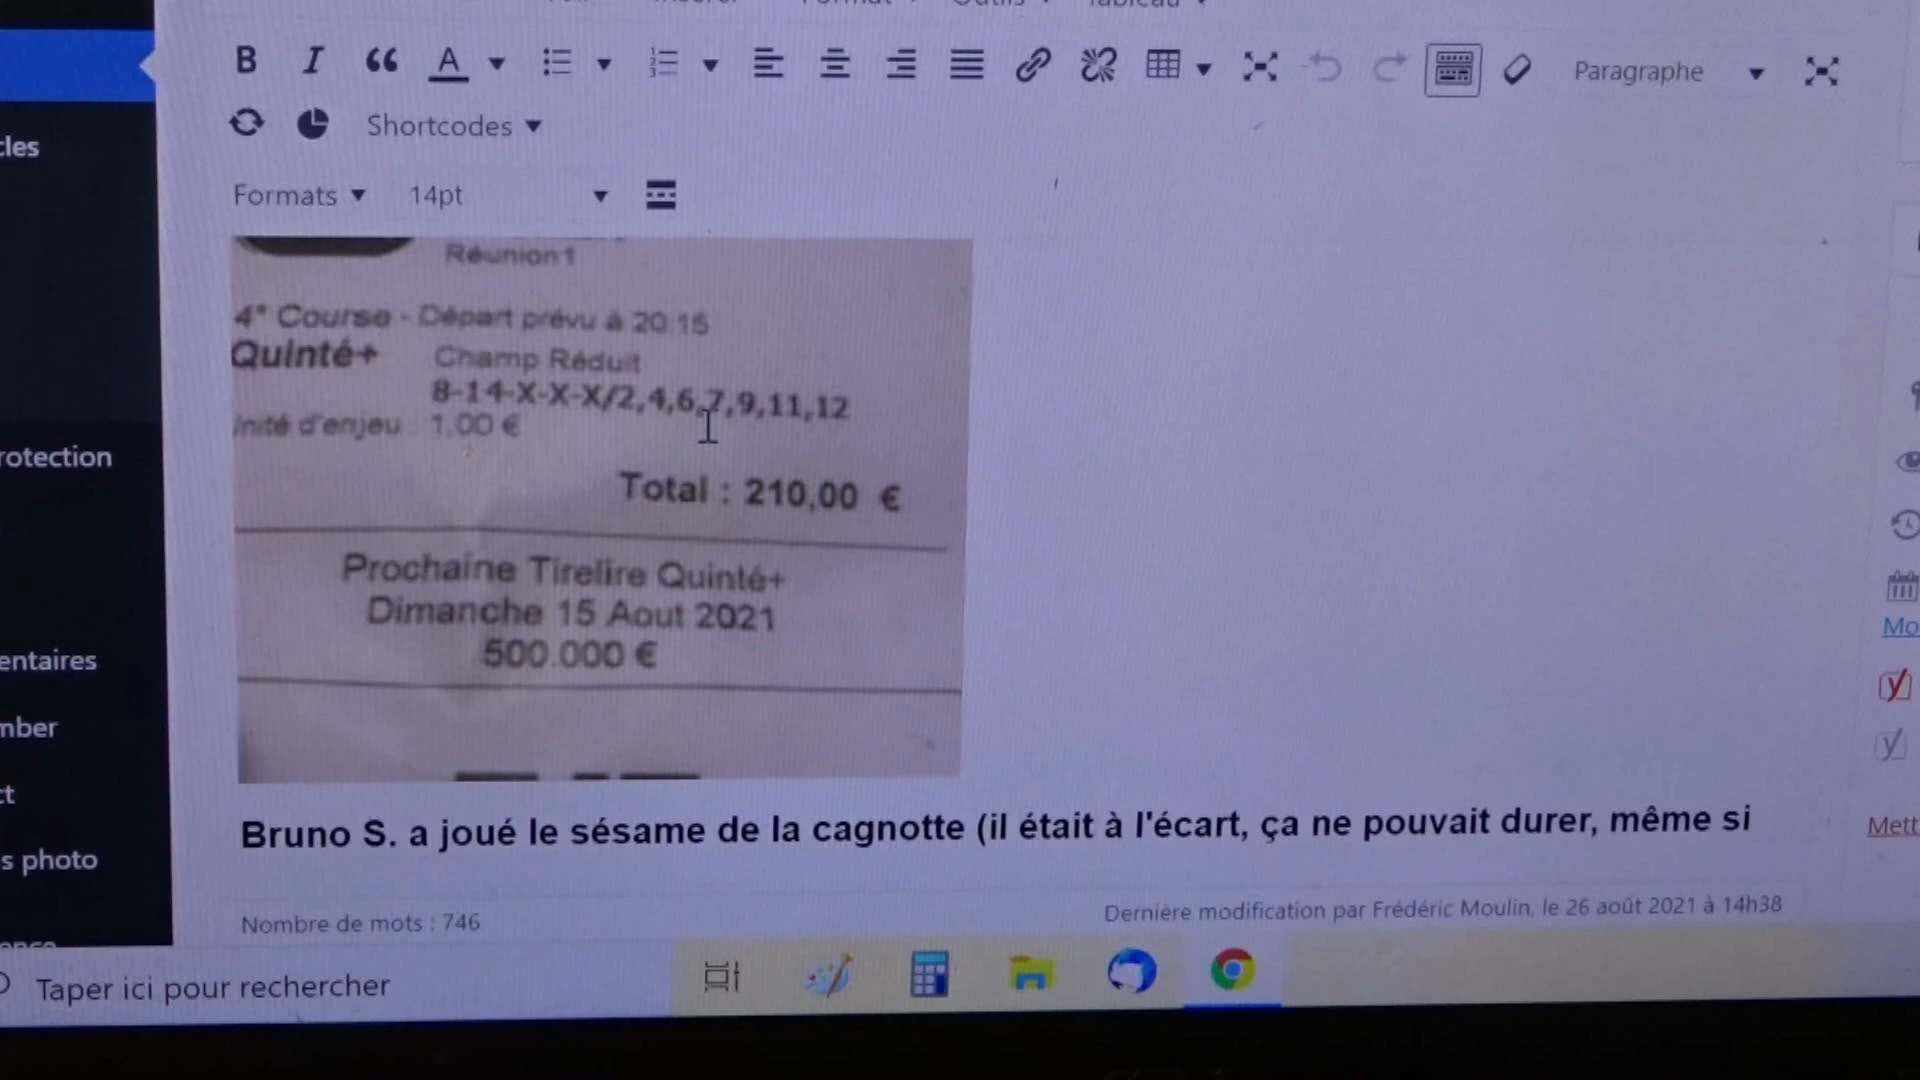 Paragraphe
Shortcodes
Formats
14pt
Réunion1
4° Course - Départ prévu à 20:15
Quinté+ Champ Réduit
8-14-X-X-X/2,4,6,7,9,11,12
Inité d'enjeu : 1,00 €
Total : 210,00 €
Prochaine Tirelire Quinté+
Dimanche 15 Aout 2021
500.000 €
Bruno S. a joué le sésame de la cagnotte (il était à l'écart, ça ne pouvait durer, même si
Nombre de mots : 746
Dernière modification par Frédéric Moulin, le 26 août 2021 à 14h38
cles
rotection
entaires
mber
ct
s photo
Mo
Mett
Taper ici pour rechercher